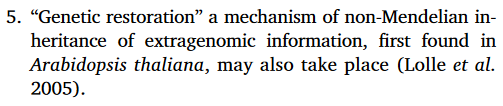 5. “Genetic restoration” a mechanism of non-Mendelian in-
heritance of extragenomic information, first found in
Arabidopsis thaliana, may also take place (Lolle et al.
2005).